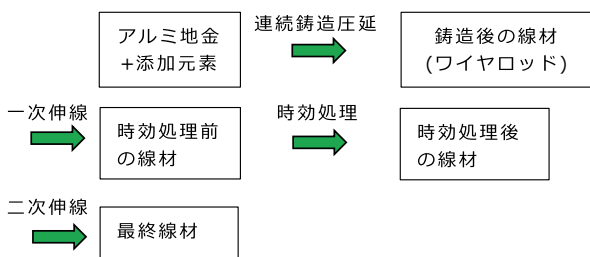 アルミ地金
+添加元素
連続鋳造圧延
鋳造後の線材
(ワイヤロッド)
一次伸線
時効処理前
の線材
時効処理
時効処理後
の線材
二次伸線
最終線材